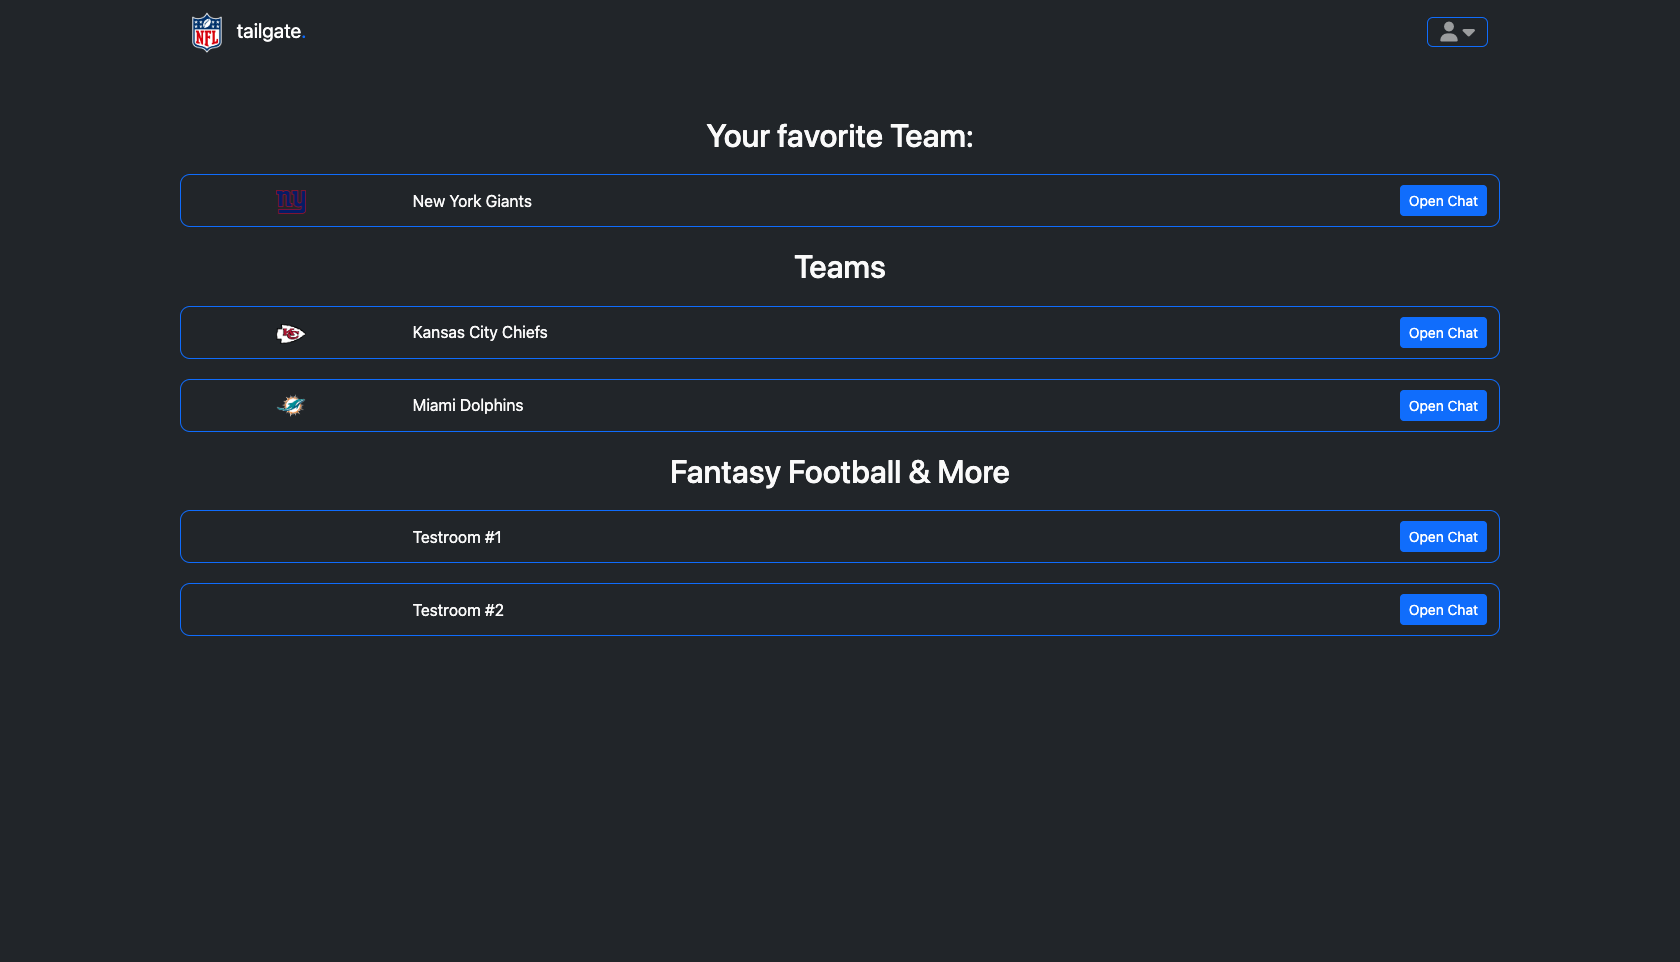 NFL
tailgate.
Your favorite Team:
ny
New York Giants
Open Chat
Teams
KC
Kansas City Chiefs
Open Chat
Miami Dolphins
Open Chat
Fantasy Football & More
Testroom #1
Open Chat
Testroom #2
Open Chat